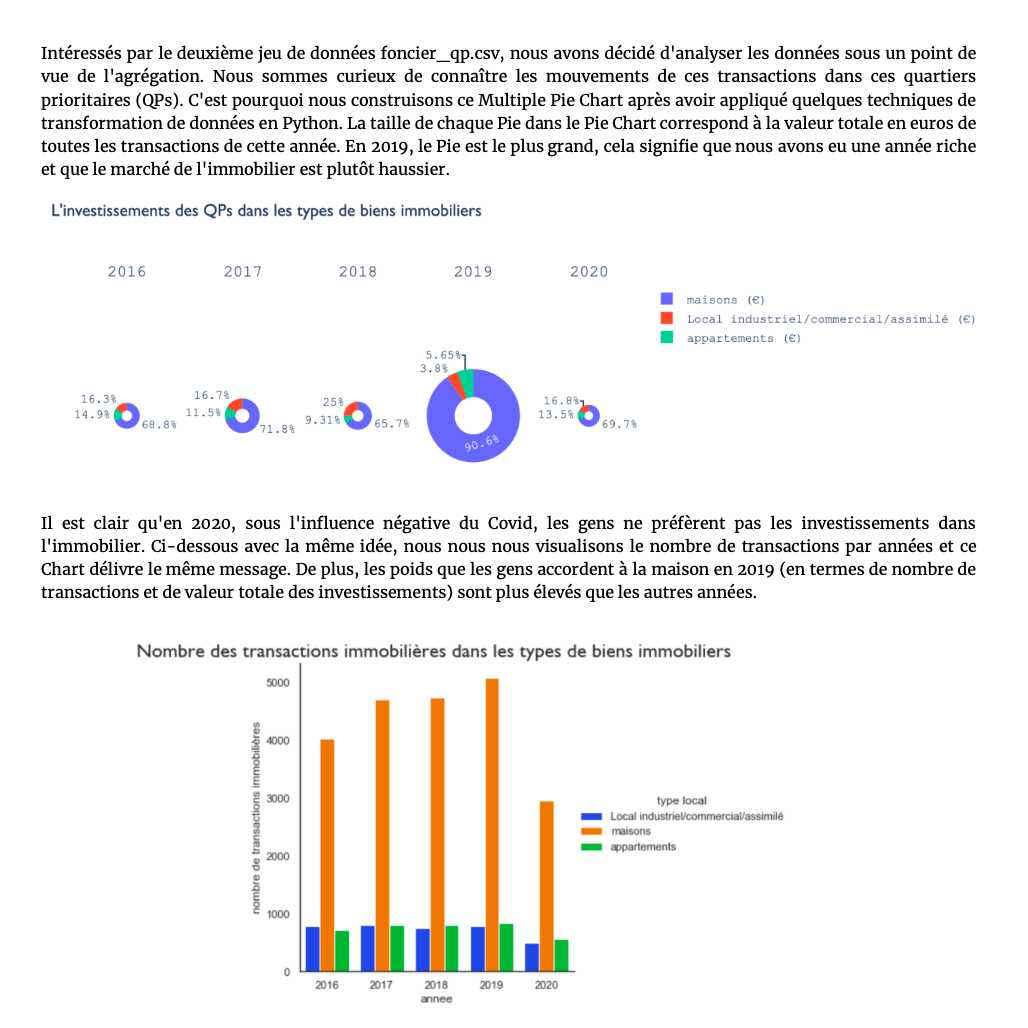 Intéressés par le deuxième jeu de données foncier_qp.csv, nous avons décidé d'analyser les données sous un point de
vue de l'agrégation. Nous sommes curieux de connaître les mouvements de ces transactions dans ces quartiers
prioritaires (QPs). C'est pourquoi nous construisons ce Multiple Pie Chart après avoir appliqué quelques techniques de
transformation de données en Python. La taille de chaque Pie dans le Pie Chart correspond à la valeur totale en euros de
toutes les transactions de cette année. En 2019, le Pie est le plus grand, cela signifie que nous avons eu une année riche
et que le marché de l'immobilier est plutôt haussier.
L'investissements des QPs dans les types de biens immobiliers
2016 2017 2018 2019 2020
maisons (€)
Local industriel/commercial/assimilé (€)
appartements (€)
16.3%
14.9%
68.8%
16.7%
11.5%
71.8%
25%
9.31%
65.7%
5.65%
3.8%
90.6%
16.8%
13.5%
69.7%
Il est clair qu'en 2020, sous l'influence négative du Covid, les gens ne préfèrent pas les investissements dans
l'immobilier. Ci-dessous avec la même idée, nous nous nous visualisons le nombre de transactions par années et ce
Chart délivre le même message. De plus, les poids que les gens accordent à la maison en 2019 (en termes de nombre de
transactions et de valeur totale des investissements) sont plus élevés que les autres années.
Nombre des transactions immobilières dans les types de biens immobiliers
nombre de transactions immobilières
5000
4000
3000
2000
1000
0
2016 2017 2018 2019 2020
annee
type local
Local industriel/commercial/assimilé
maisons
appartements